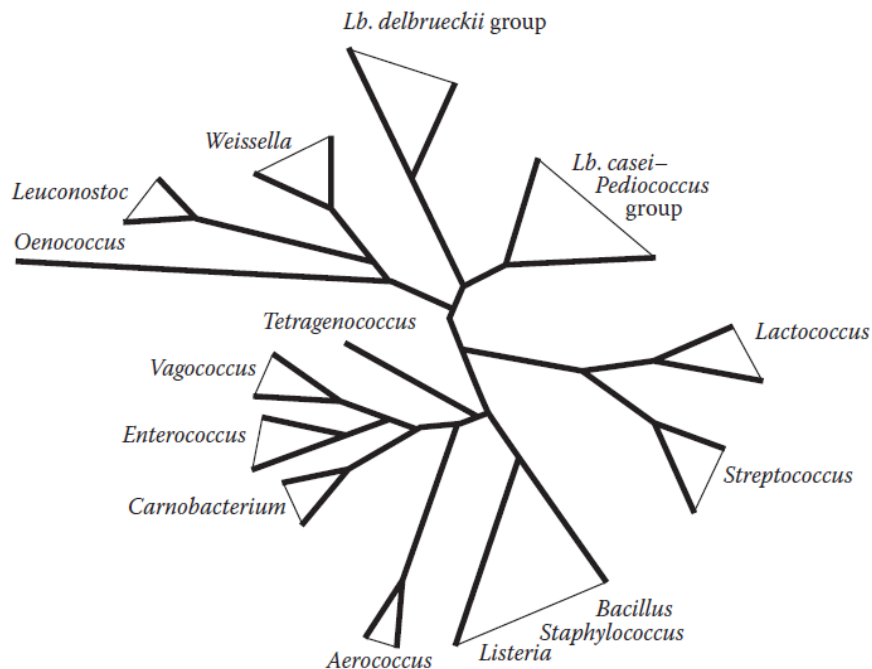 Lb. delbrueckii group
Weissella
Lb. casei–
Pediococcus
group
Leuconostoc
Oenococcus
Tetragenococcus
Lactococcus
Vagococcus
Enterococcus
Streptococcus
Carnobacterium
Bacillus
Staphylococcus
Listeria
Aerococcus